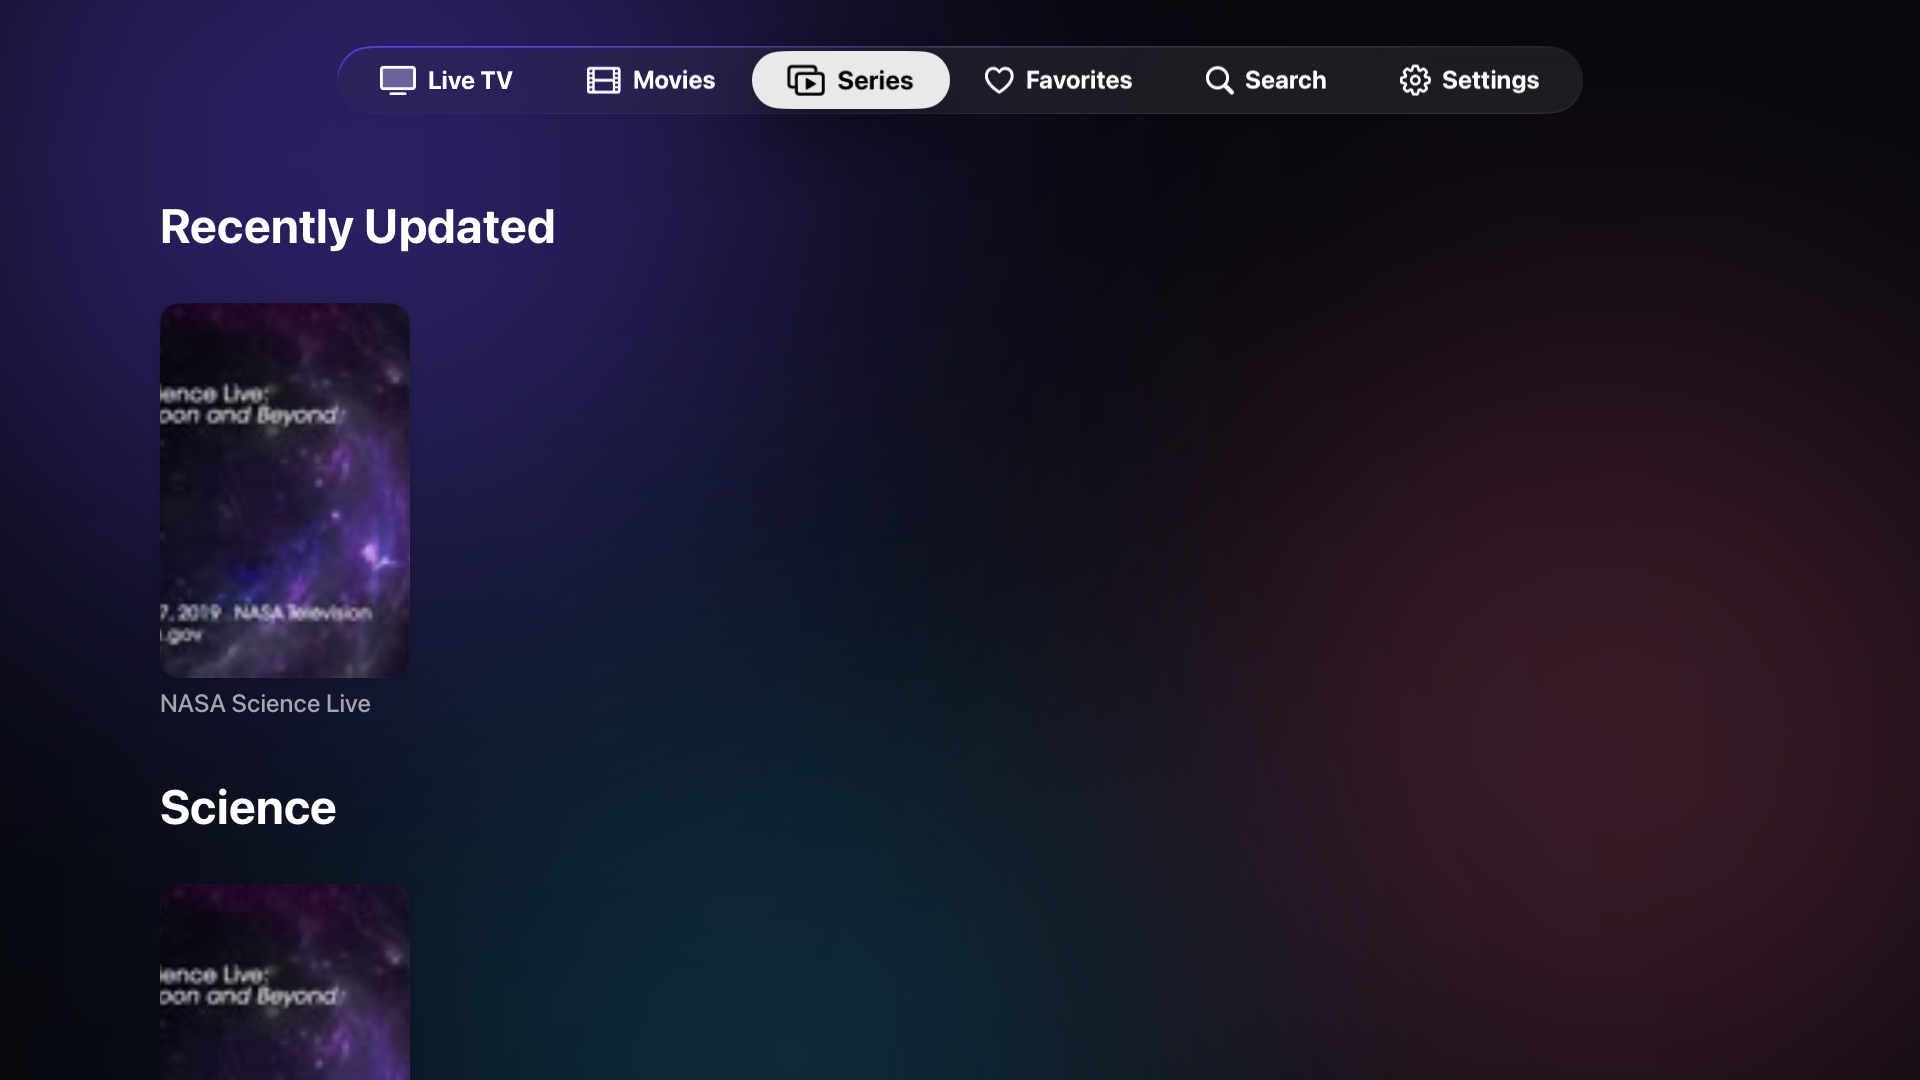 Live TV
Movies
Series
Favorites
Search
Settings
Recently Updated
ience Live:
oon and Beyond
7, 2019 NASA Television
.gov
NASA Science Live
Science
ience Live:
oon and Beyond